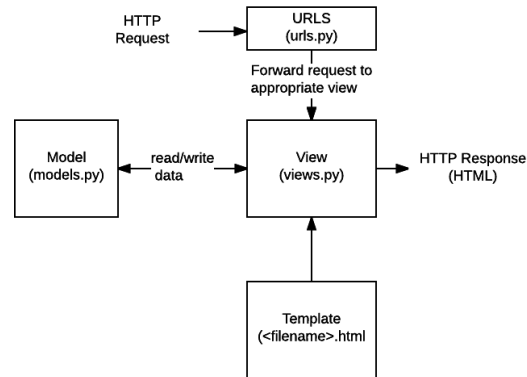 HTTP
Request
URLS
(urls.py)
Forward request to
appropriate view
Model
(models.py)
read/write
data
View
(views.py)
HTTP Response
(HTML)
Template
(<filename>.html